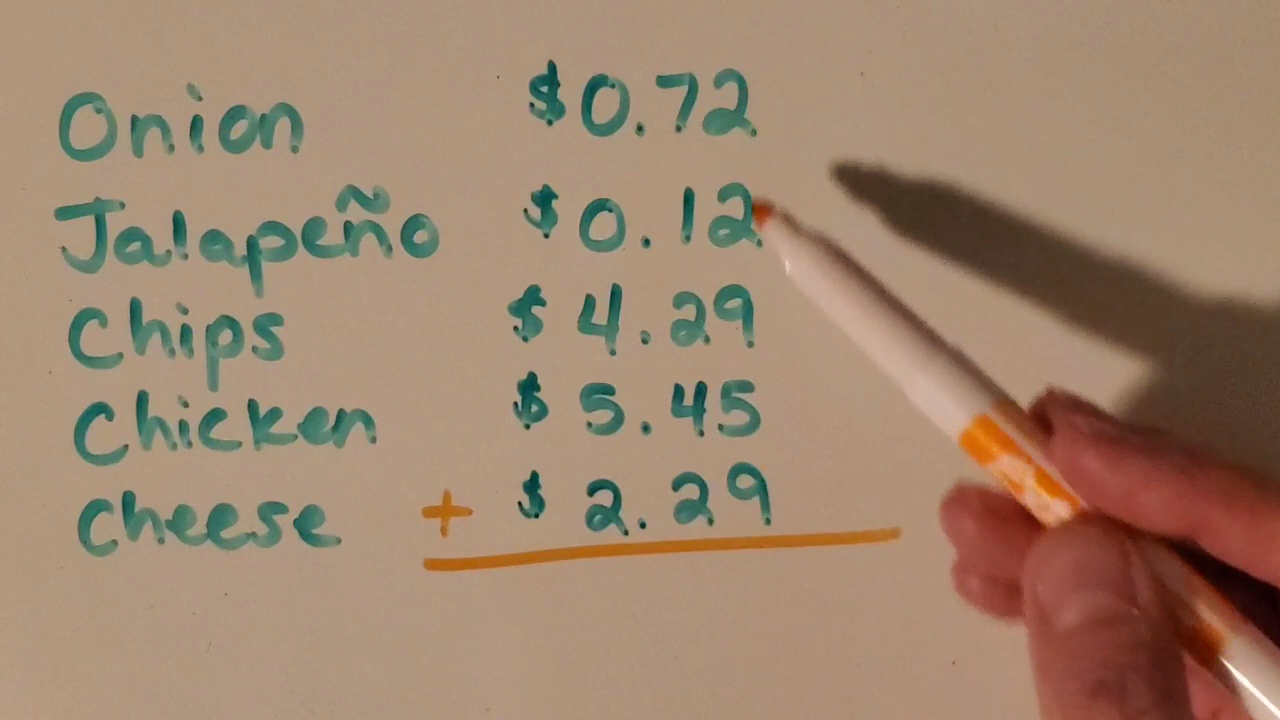 Onion $0.72
Jalapeño $0.12
Chips $4.29
Chicken $5.45
Cheese + $2.29